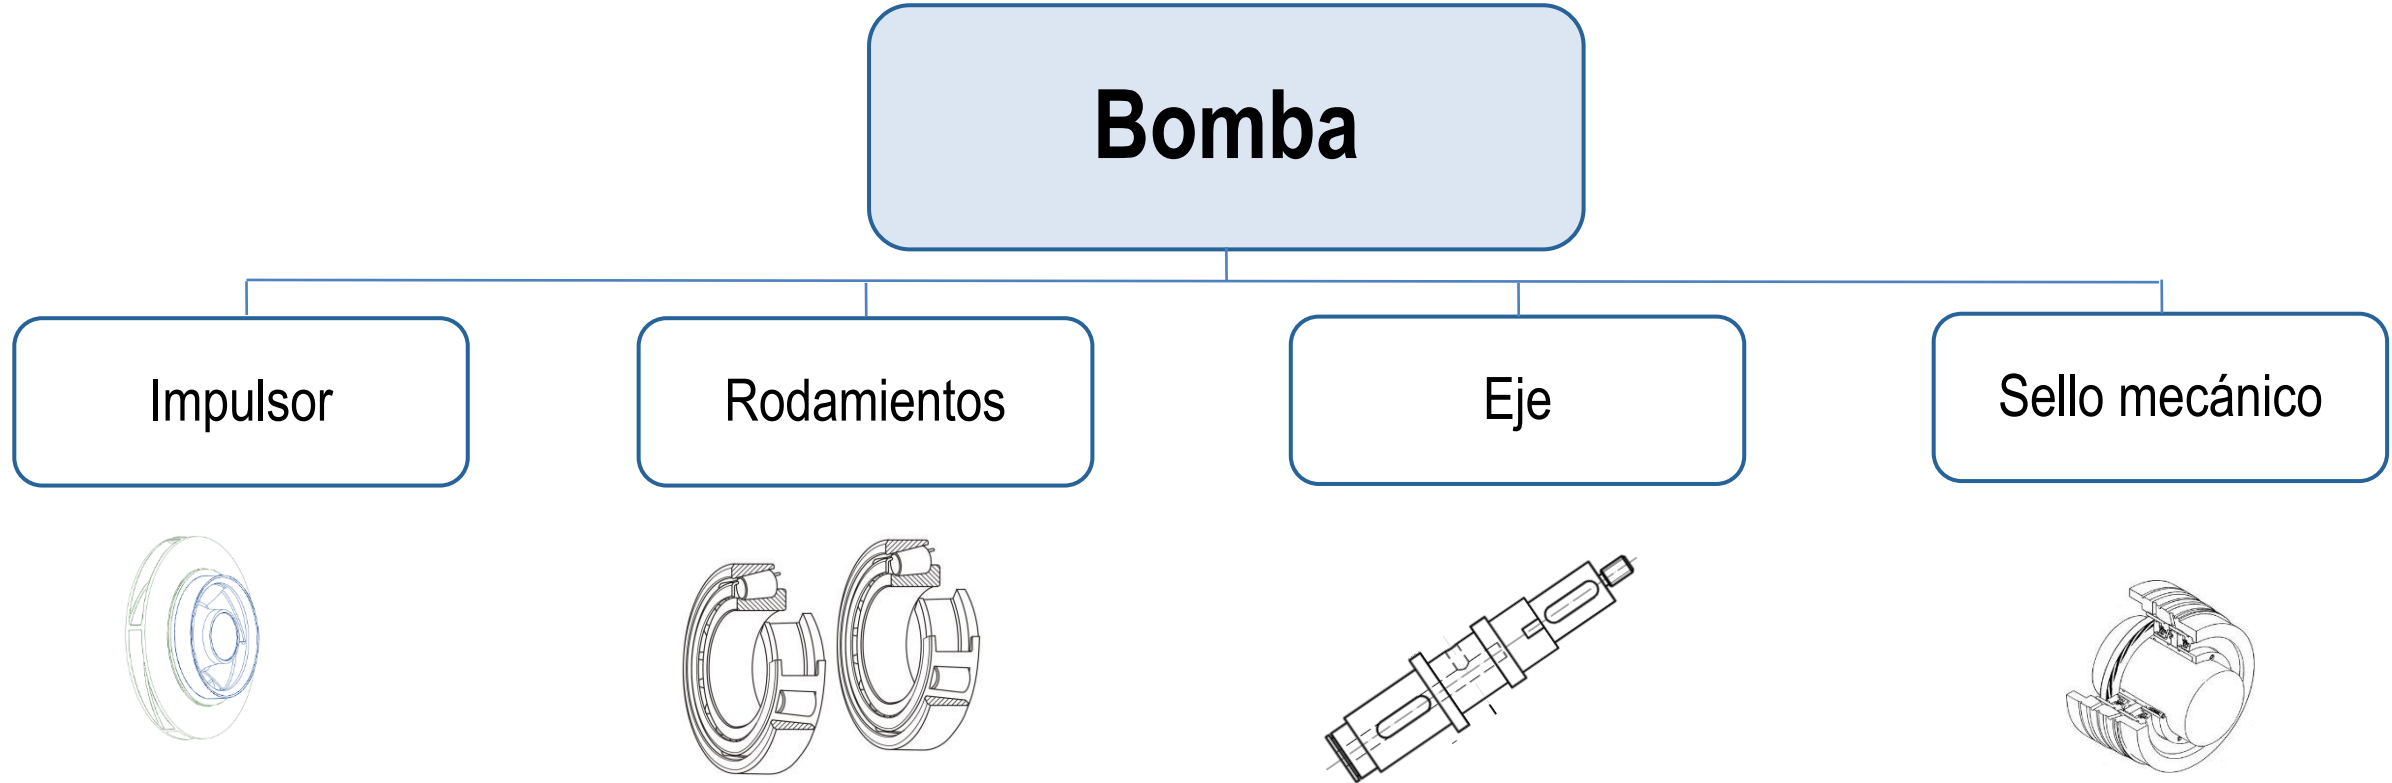 Bomba
Impulsor
Rodamientos
Eje
Sello mecánico